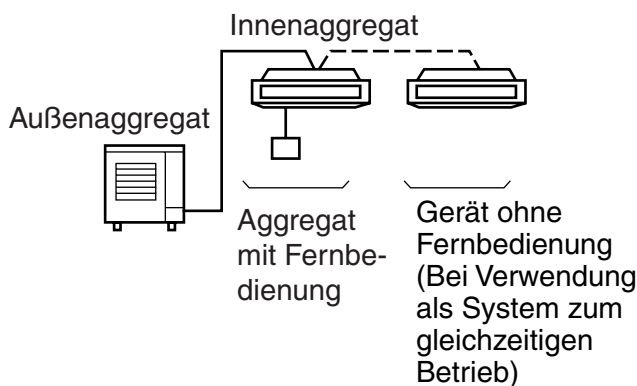 Innenaggregat
Außenaggregat
Aggregat
mit Fernbe-
dienung
Gerät ohne
Fernbedienung
(Bei Verwendung
als System zum
gleichzeitigen
Betrieb)